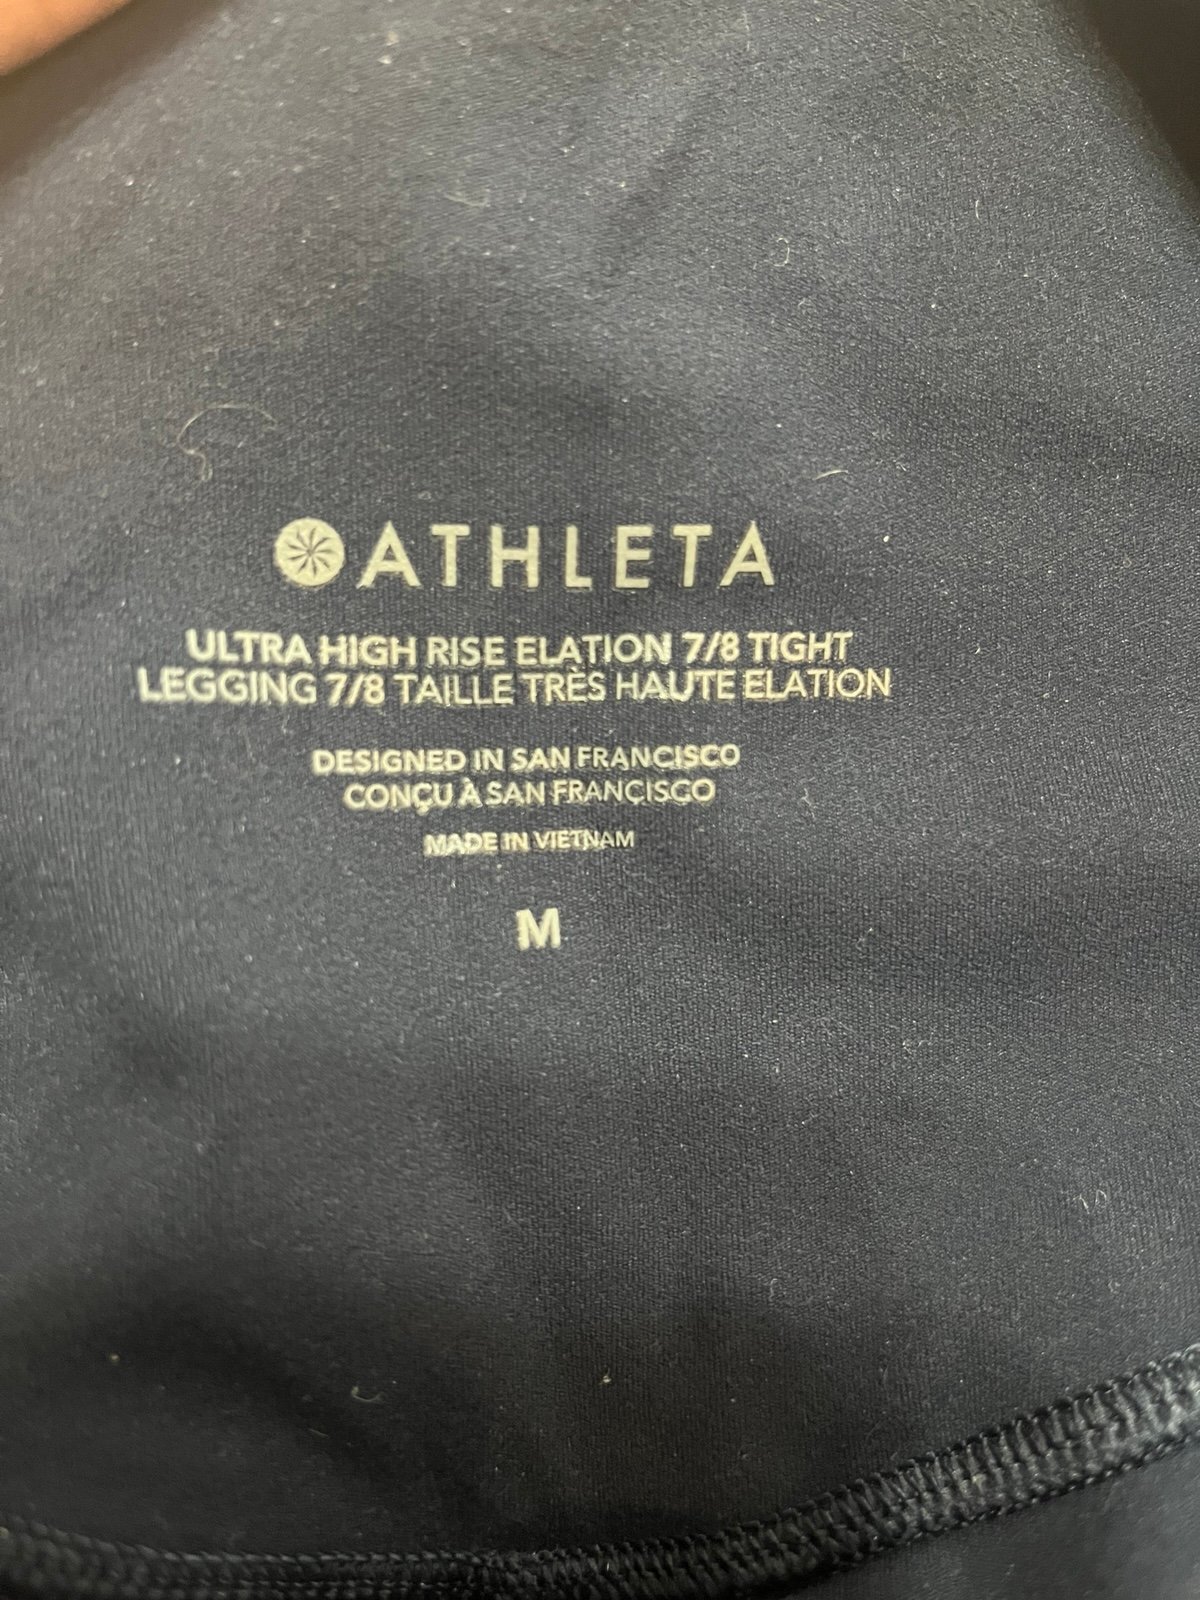 ATHLETA
ULTRA HIGH RISE ELATION 7/8 TIGHT
LEGGING 7/8 TAILLE TRÈS HAUTE ELATION
DESIGNED IN SAN FRANCISCO
CONÇU À SAN FRANCISCO
MADE IN VIETNAM
M